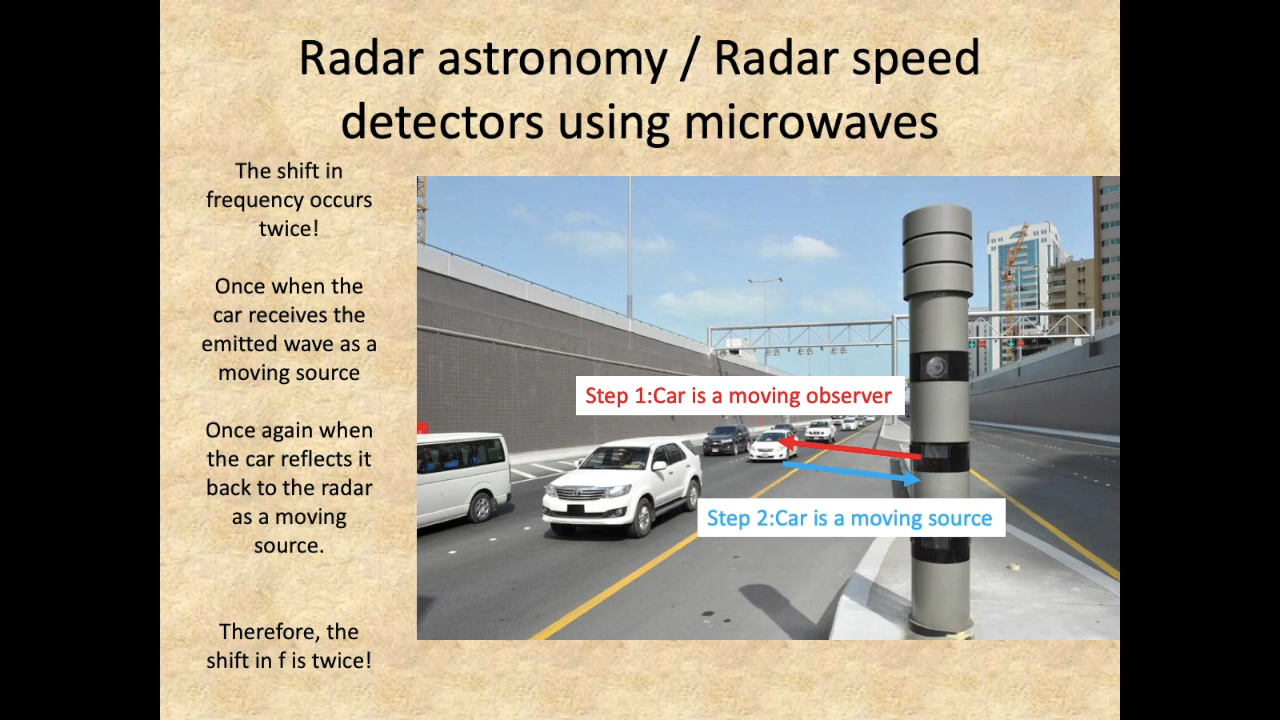 Radar astronomy / Radar speed
detectors using microwaves
The shift in
frequency occurs
twice!
Once when the
car receives the
emitted wave as a
moving source
Once again when
the car reflects it
back to the radar
as a moving
source.
Therefore, the
shift in f is twice!
Step 1:Car is a moving observer
Step 2:Car is a moving source